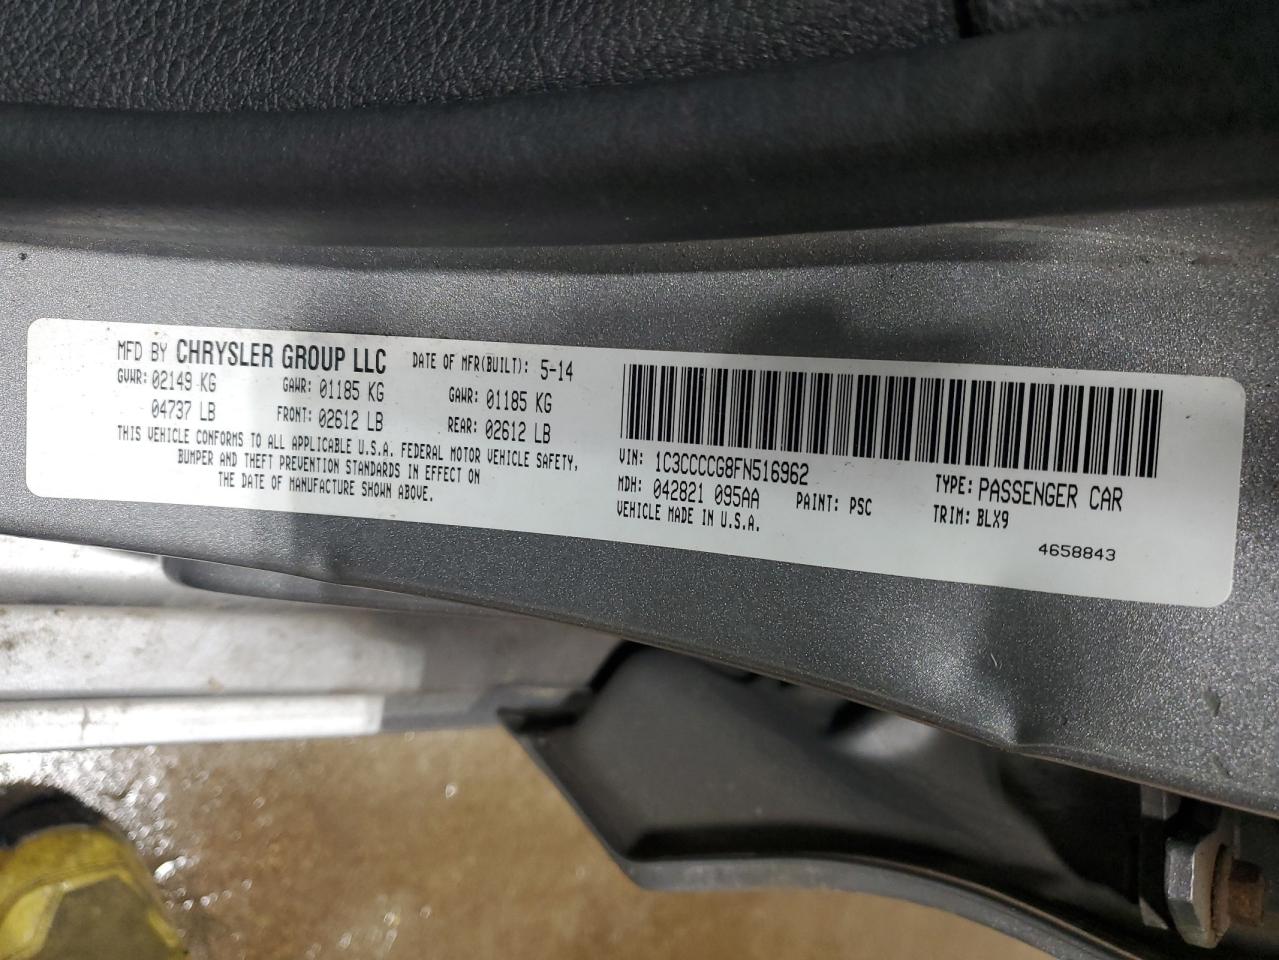 MFD BY CHRYSLER GROUP LLC DATE OF MFR(BUILT): 5-14
GVWR: 02149 KG GAWR: 01185 KG GAWR: 01185 KG
04737 LB FRONT: 02612 LB REAR: 02612 LB
THIS VEHICLE CONFORMS TO ALL APPLICABLE U.S.A. FEDERAL MOTOR VEHICLE SAFETY,
BUMPER AND THEFT PREVENTION STANDARDS IN EFFECT ON
THE DATE OF MANUFACTURE SHOWN ABOVE.
VIN: 1C3CCCCG8FN516962 TYPE: PASSENGER CAR
MDH: 042821 095AA PAINT: PSC TRIM: BLX9
VEHICLE MADE IN U.S.A.
4658843